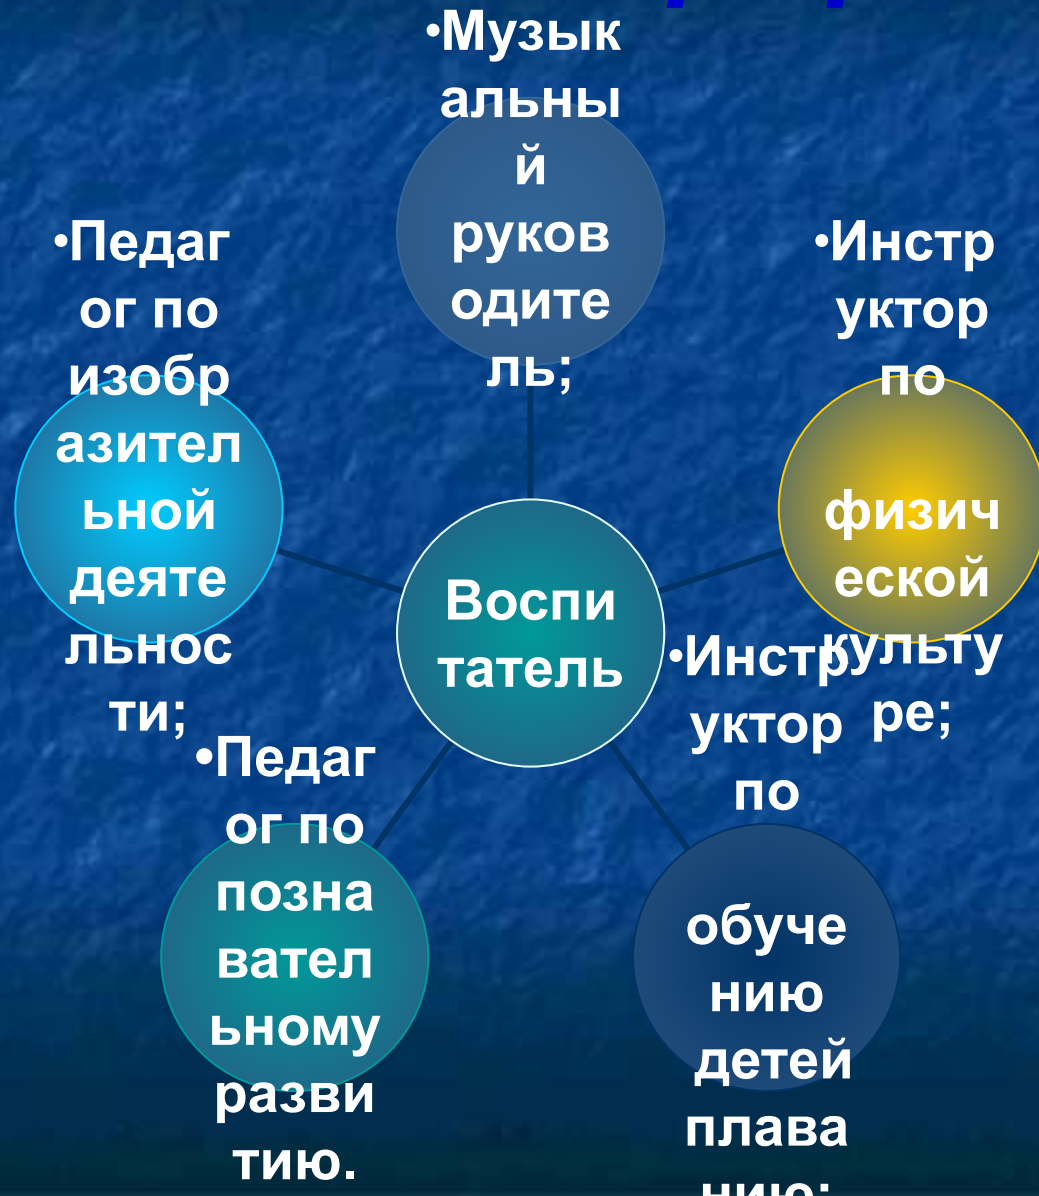 •Музык
альны
й
руков
одите
ль;
•Инстр
уктор
по
физич
еской
культу
ре;
•Инстр
уктор
по
обуче
нию
детей
плава
нию;
•Педаг
ог по
позна
вател
ьному
разви
тию.
•Педаг
ог по
изобр
азител
ьной
деяте
льнос
ти;
Воспи
татель